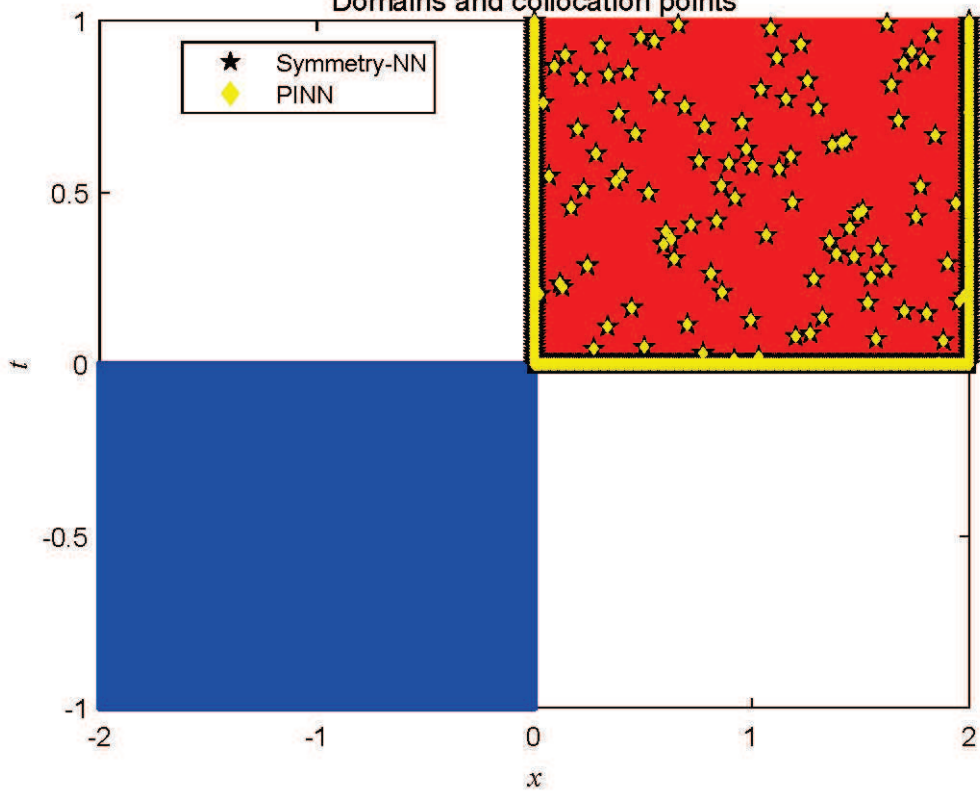 Domains and collocation points
1
Symmetry-NN
PINN
0.5
t
0
-0.5
-1
-2
-1
0
1
2
x